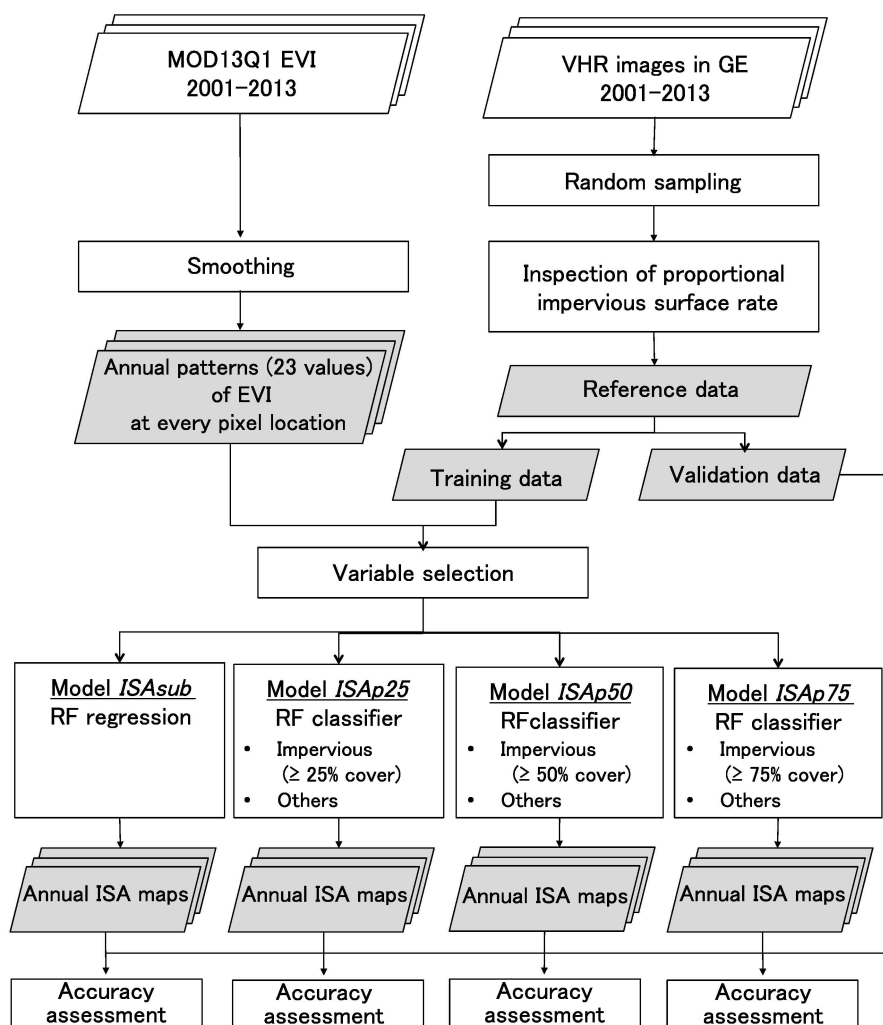 MOD13Q1 EVI
2001-2013
VHR images in GE
2001-2013
Random sampling
Smoothing
Inspection of proportional
impervious surface rate
Annual patterns (23 values)
of EVI
at every pixel location
Reference data
Training data
Validation data
Variable selection
Model ISAsub
RF regression
Model ISAp25
RF classifier
• Impervious
(≥ 25% cover)
• Others
Model ISAp50
RFclassifier
• Impervious
(≥ 50% cover)
• Others
Model ISAp75
RF classifier
• Impervious
(≥ 75% cover)
• Others
Annual ISA maps
Annual ISA maps
Annual ISA maps
Annual ISA maps
Accuracy
assessment
Accuracy
assessment
Accuracy
assessment
Accuracy
assessment